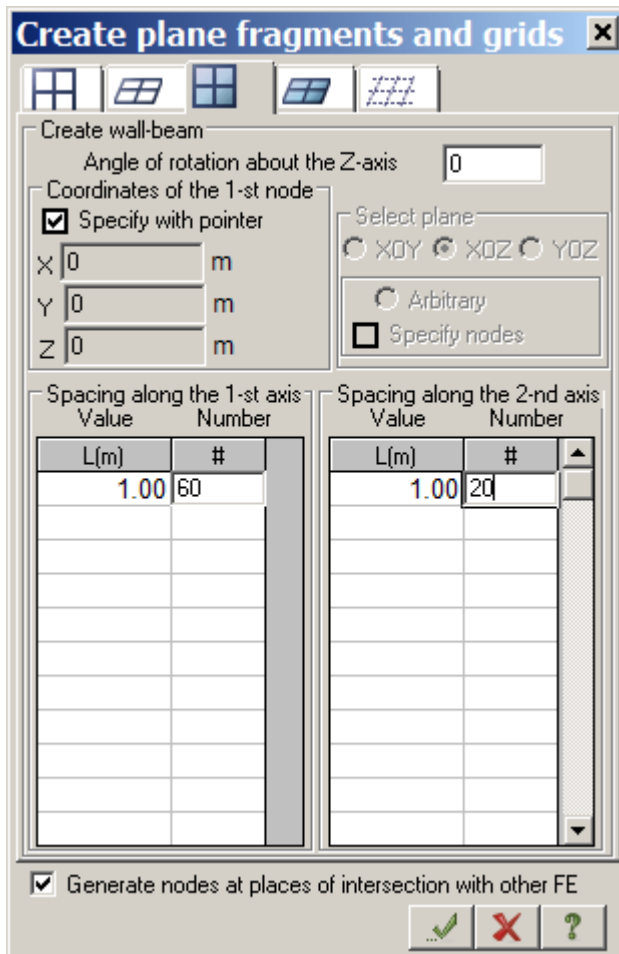 Create plane fragments and grids
Create wall-beam
Angle of rotation about the Z-axis 0
Coordinates of the 1-st node
Specify with pointer
X 0 m
Y 0 m
Z 0 m
Select plane
XOY XOZ YOZ
Arbitrary
Specify nodes
Spacing along the 1-st axis
Value Number
L(m) #
1.00 60
Spacing along the 2-nd axis
Value Number
L(m) #
1.00 20
Generate nodes at places of intersection with other FE
?